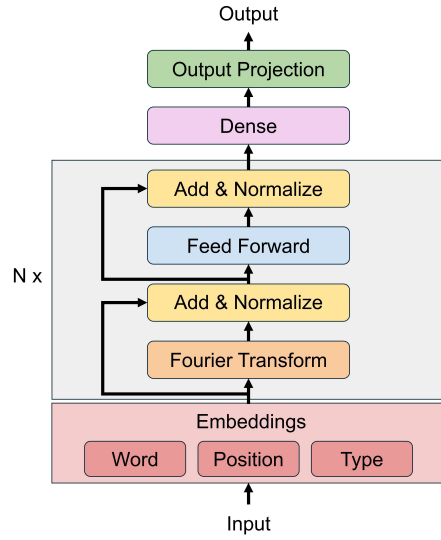 Output
Output Projection
Dense
Add & Normalize
Feed Forward
N x
Add & Normalize
Fourier Transform
Embeddings
Word Position Type
Input